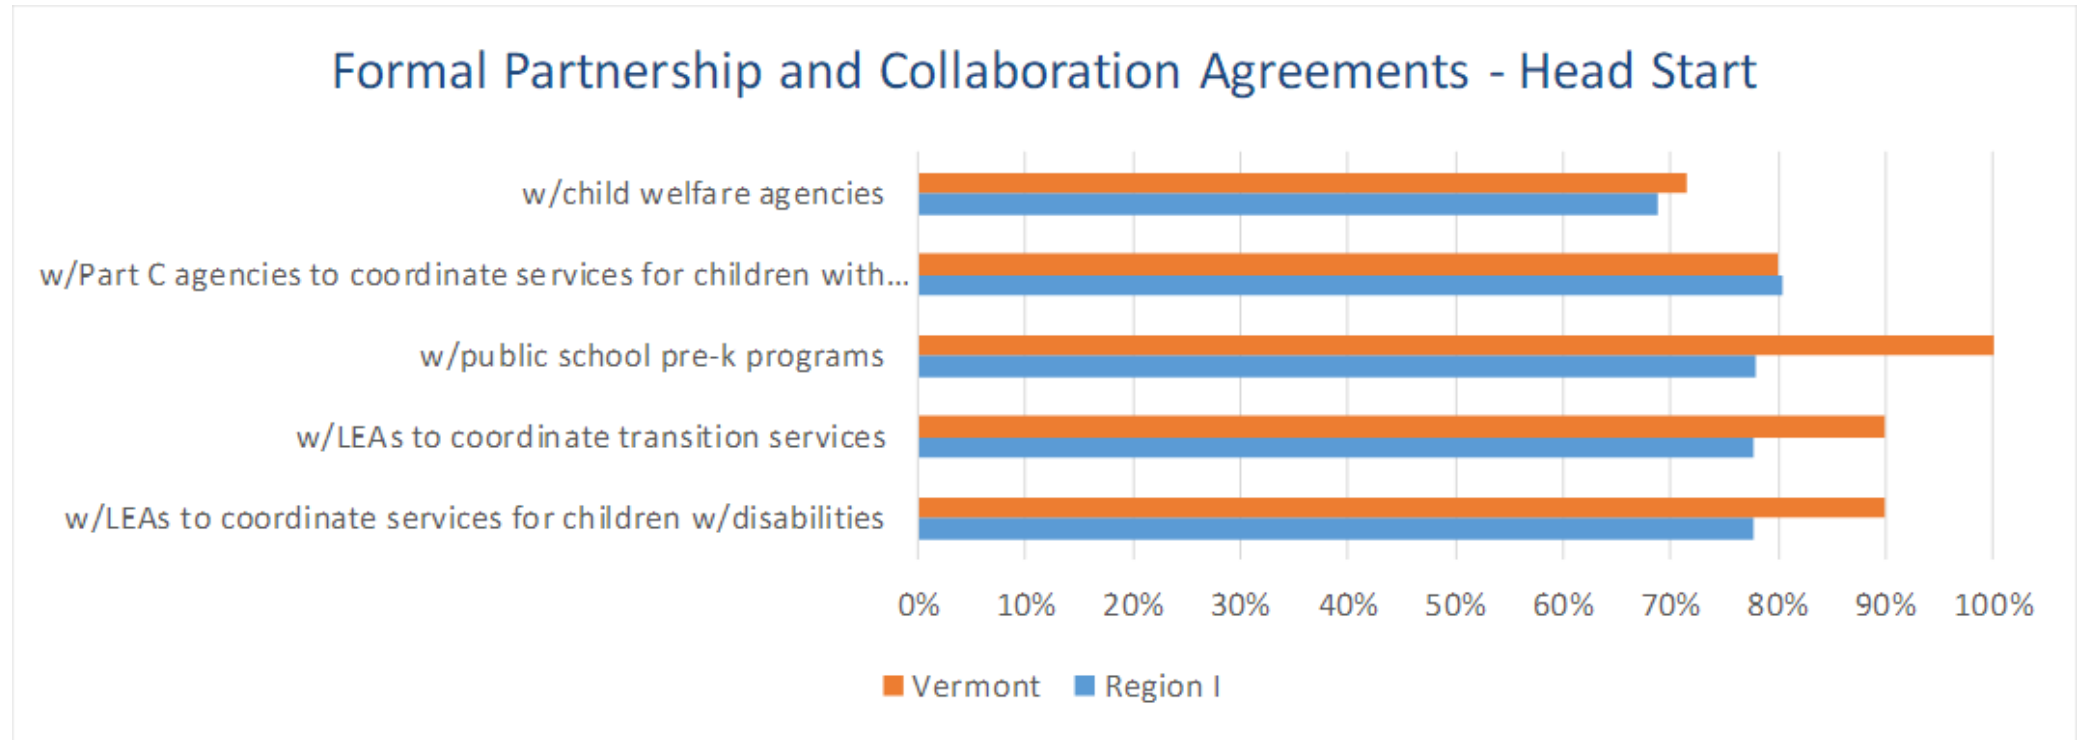 Formal Partnership and Collaboration Agreements - Head Start
w/child welfare agencies
w/Part C agencies to coordinate services for children with...
w/public school pre-k programs
w/LEAs to coordinate transition services
w/LEAs to coordinate services for children w/disabilities
0% 10% 20% 30% 40% 50% 60% 70% 80% 90% 100%
Vermont Region I